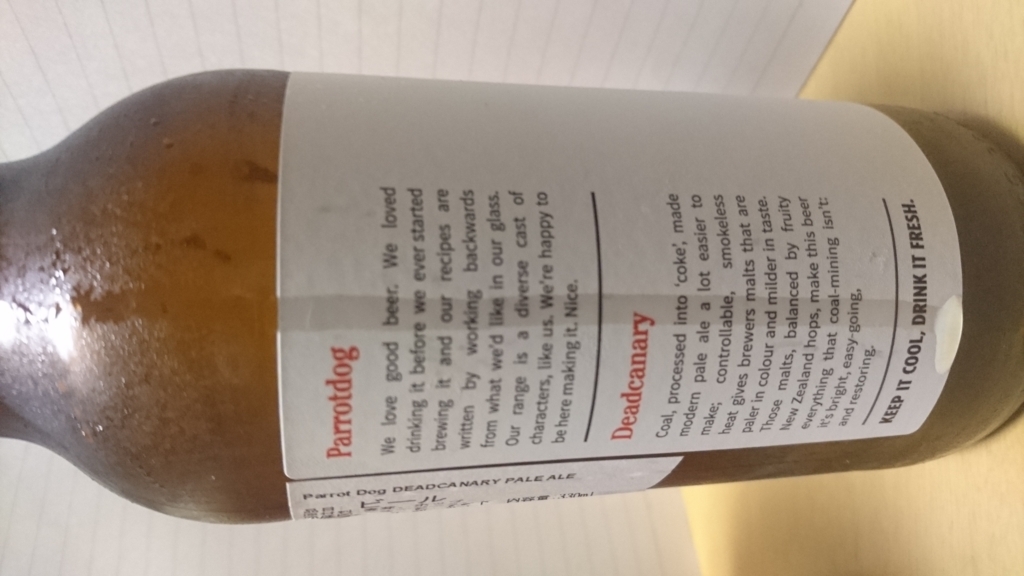 Parrotdog
We love good beer. We loved
drinking it before we ever started
brewing it and our recipes are
written by working backwards
from what we'd like in our glass.
Our range is a diverse cast of
characters, like us. We're happy to
be here making it. Nice.
Deadcanary
Coal, processed into 'coke', made
modern pale ale a lot easier to
make; controllable, smokeless
heat gives brewers malts that are
paler in colour and milder in taste.
Those malts, balanced by fruity
New Zealand hops, make this beer
everything that coal-mining isn't:
it's bright, easy-going,
and restoring.
KEEP IT COOL, DRINK IT FRESH.
Parrot Dog DEADCANARY PALE ALE